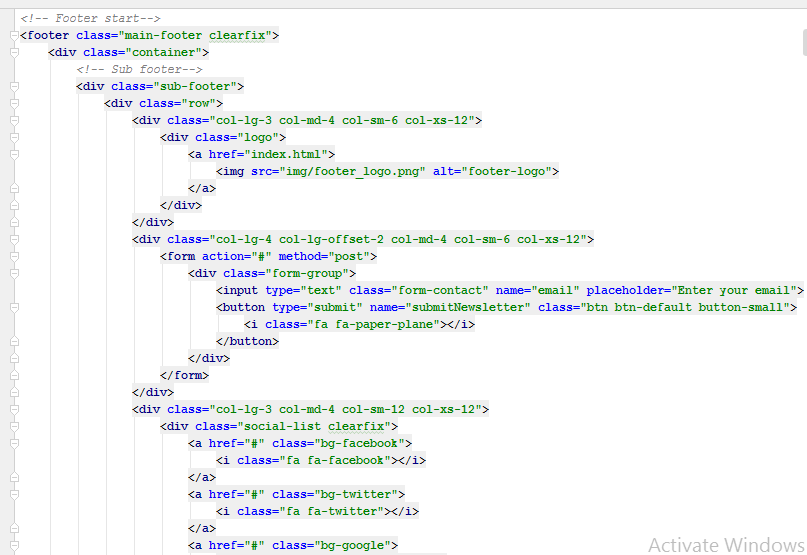 <!-- Footer start-->
<footer class="main-footer clearfix">
<div class="container">
<!-- Sub footer-->
<div class="sub-footer">
<div class="row">
<div class="col-lg-3 col-md-4 col-sm-6 col-xs-12">
<div class="logo">
<a href="index.html">
<img src="img/footer_logo.png" alt="footer-logo">
</a>
</div>
</div>
<div class="col-lg-4 col-lg-offset-2 col-md-4 col-sm-6 col-xs-12">
<form action="#" method="post">
<div class="form-group">
<input type="text" class="form-contact" name="email" placeholder="Enter your email">
<button type="submit" name="submitNewsletter" class="btn btn-default button-small">
<i class="fa fa-paper-plane"></i>
</button>
</div>
</form>
</div>
<div class="col-lg-3 col-md-4 col-sm-12 col-xs-12">
<div class="social-list clearfix">
<a href="#" class="bg-facebook">
<i class="fa fa-facebook"></i>
</a>
<a href="#" class="bg-twitter">
<i class="fa fa-twitter"></i>
</a>
<a href="#" class="bg-google">
Activate Windows